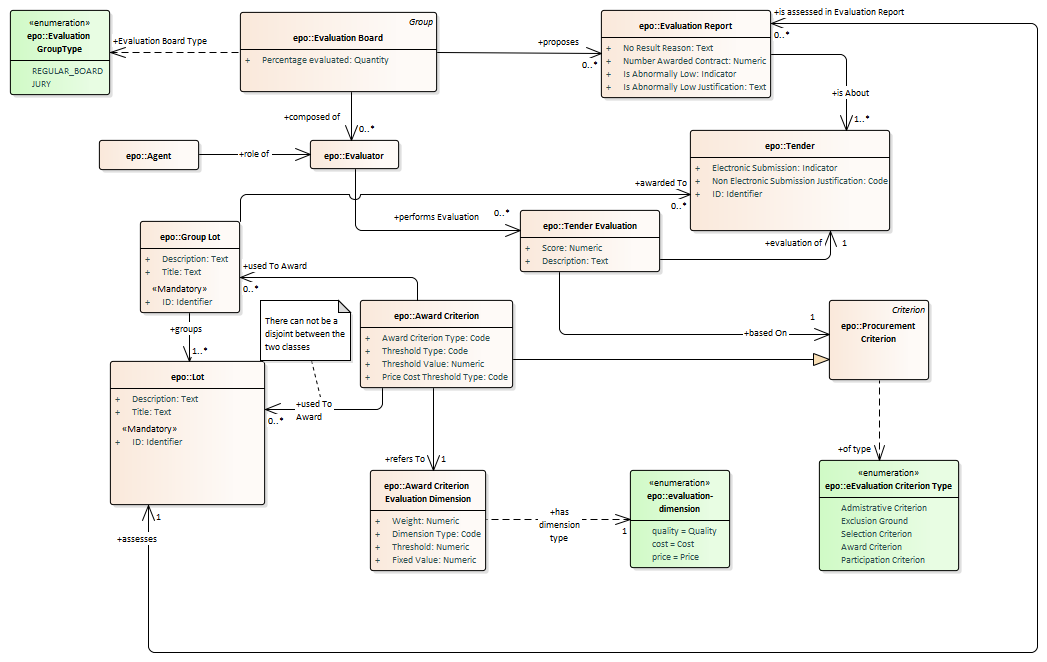 «enumeration»
epo::Evaluation
GroupType
REGULAR_BOARD
JURY
+Evaluation Board Type
Group
epo::Evaluation Board
+ Percentage evaluated: Quantity
+proposes
0..*
epo::Evaluation Report
+ No Result Reason: Text
+ Number Awarded Contract: Numeric
+ Is Abnormally Low: Indicator
+ Is Abnormally Low Justification: Text
+is assessed in Evaluation Report
0..*
+is About
1..*
+composed of
0..*
epo::Agent
+role of
epo::Evaluator
epo::Tender
+ Electronic Submission: Indicator
+ Non Electronic Submission Justification: Code
+ ID: Identifier
+awarded To
0..*
+performs Evaluation
0..*
epo::Tender Evaluation
+ Score: Numeric
+ Description: Text
+evaluation of
1
epo::Group Lot
+ Description: Text
+ Title: Text
«Mandatory»
+ ID: Identifier
+used To Award
0..*
+groups
1..*
There can not be a
disjoint between the
two classes
epo::Award Criterion
+ Award Criterion Type: Code
+ Threshold Type: Code
+ Threshold Value: Numeric
+ Price Cost Threshold Type: Code
1
+based On
Criterion
epo::Procurement
Criterion
epo::Lot
+ Description: Text
+ Title: Text
«Mandatory»
+ ID: Identifier
+used To
Award
0..*
+refers To
1
+of type
epo::Award Criterion
Evaluation Dimension
+ Weight: Numeric
+ Dimension Type: Code
+ Threshold: Numeric
+ Fixed Value: Numeric
+has
dimension
type
1
«enumeration»
epo::evaluation-
dimension
quality = Quality
cost = Cost
price = Price
«enumeration»
epo::eEvaluation Criterion Type
Admistrative Criterion
Exclusion Ground
Selection Criterion
Award Criterion
Participation Criterion
1
+assesses